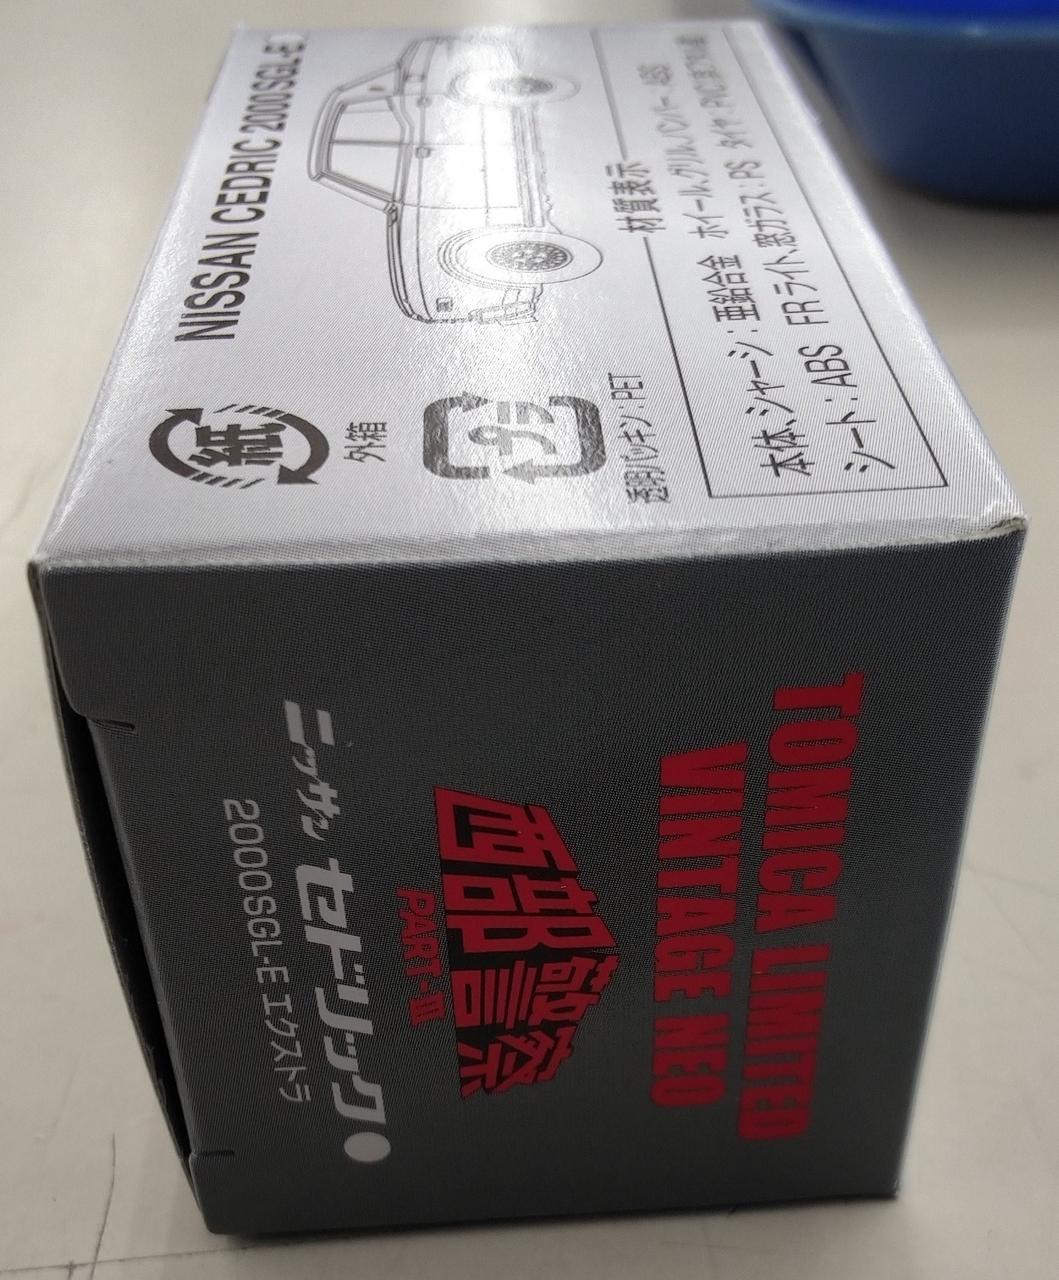 NISSAN CEDRIC 2000SGL-E
紙
外箱
プラ
透明パッキン:PET
材質表示
本体、シャーシ:亜鉛合金 ホイール、グリル、バンパー:ABS
シート:ABS FRライト、窓ガラス:PS タイヤ:PVC(塩ビ)
TOMICA LIMITED
VINTAGE NEO
西部警察
PART-III
ニッサン セドリック
2000SGL-E エクストラ